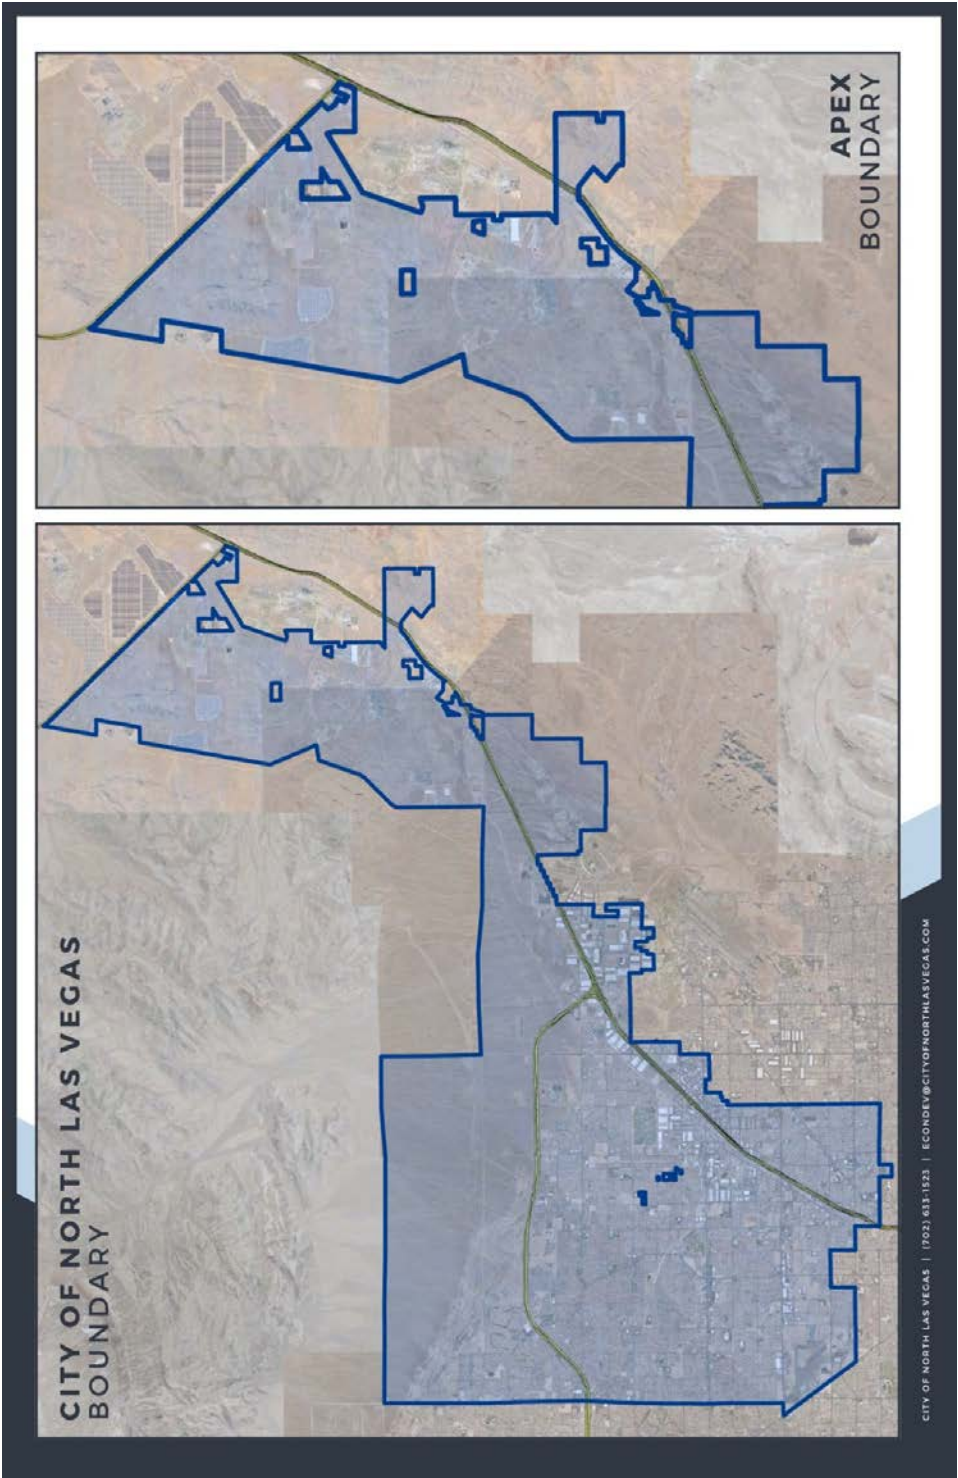 CITY OF NORTH LAS VEGAS
BOUNDARY
APEX
BOUNDARY
CITY OF NORTH LAS VEGAS | (702) 633-1523 | ECONDEV@CITYOFNORTHLASVEGAS.COM